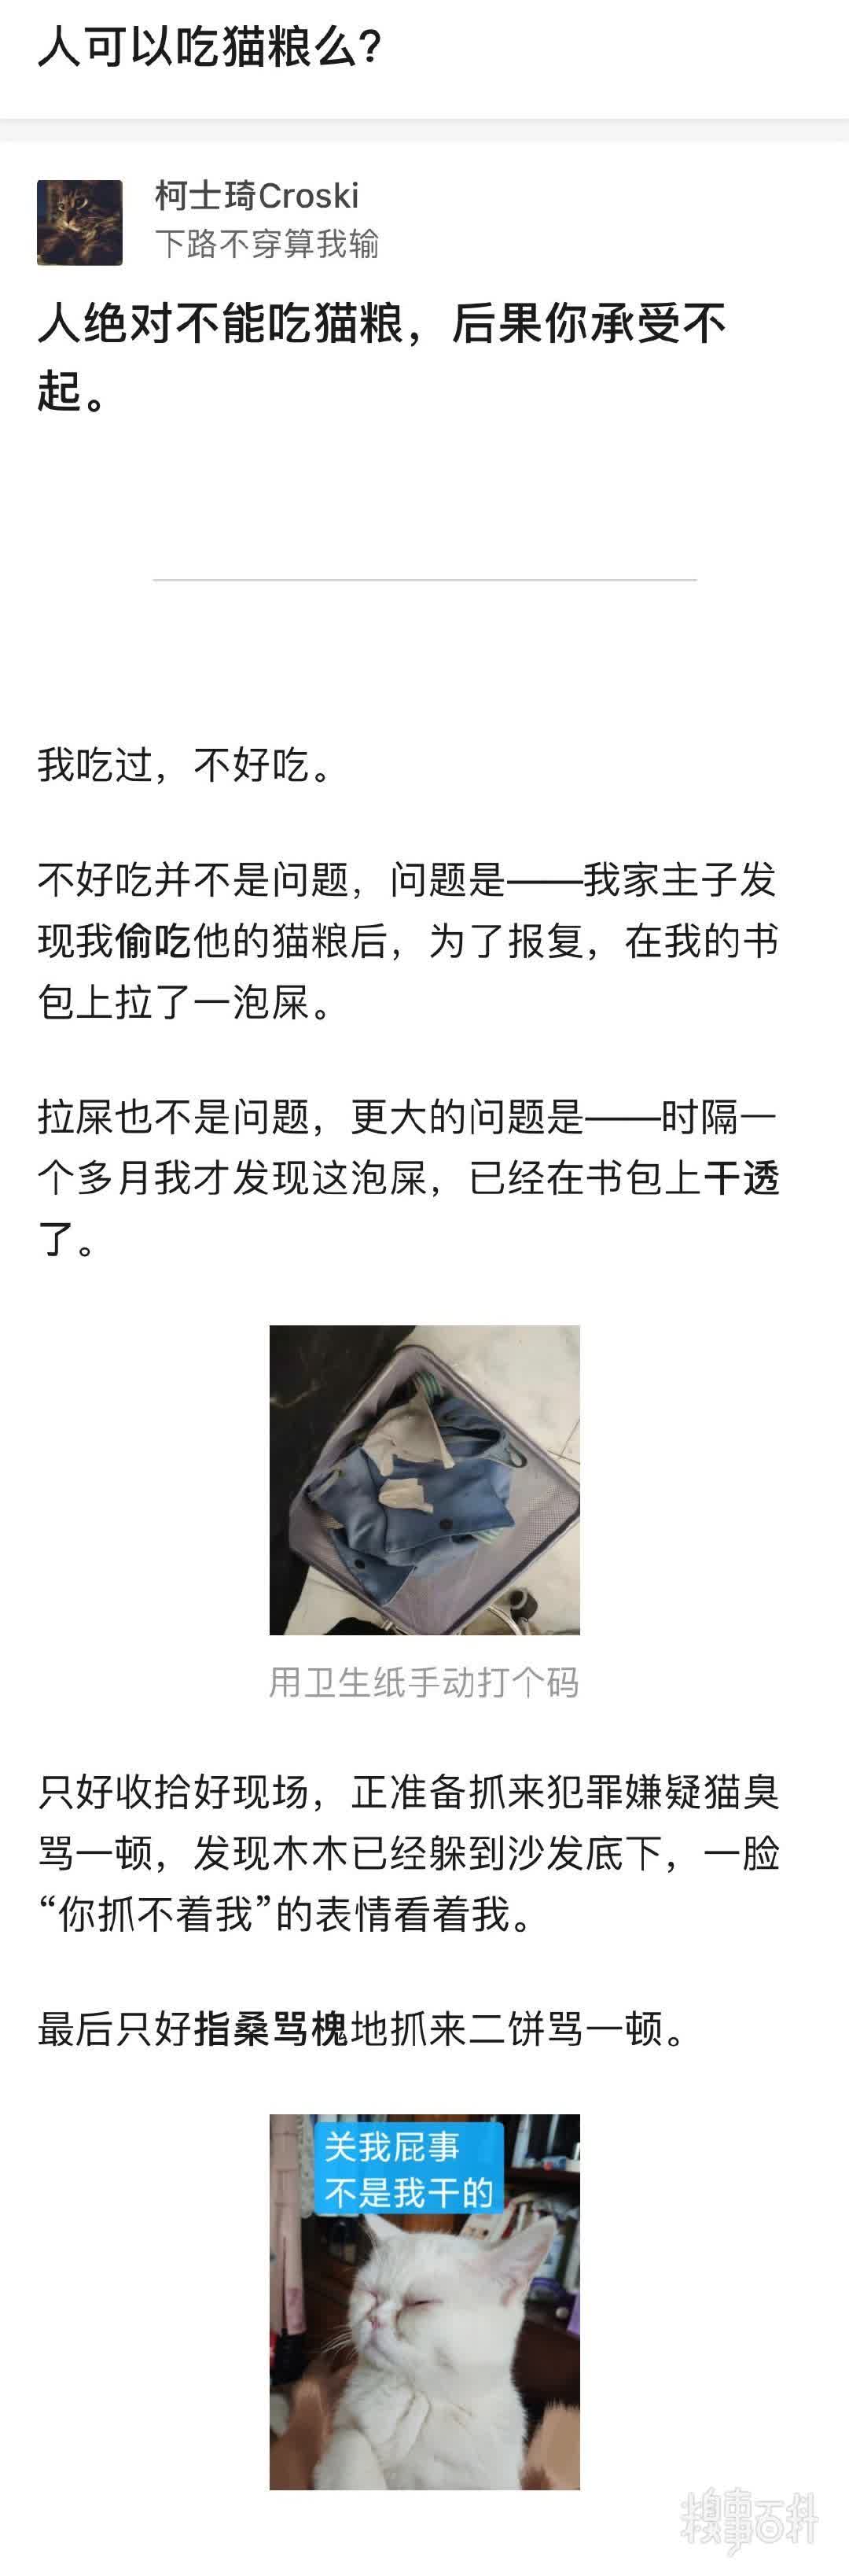 人可以吃猫粮么?
柯士琦Croski
下路不穿算我输
人绝对不能吃猫粮，后果你承受不
起。
我吃过，不好吃。
不好吃并不是问题，问题是——我家主子发
现我偷吃他的猫粮后，为了报复，在我的书
包上拉了一泡屎。
拉屎也不是问题，更大的问题是——时隔一
个多月我才发现这泡屎，已经在书包上干透
了。
用卫生纸手动打个码
只好收拾好现场，正准备抓来犯罪嫌疑猫臭
骂一顿，发现木木已经躲到沙发底下，一脸
“你抓不着我”的表情看着我。
最后只好指桑骂槐地抓来二饼骂一顿。
关我屁事
不是我干的
糗事百科